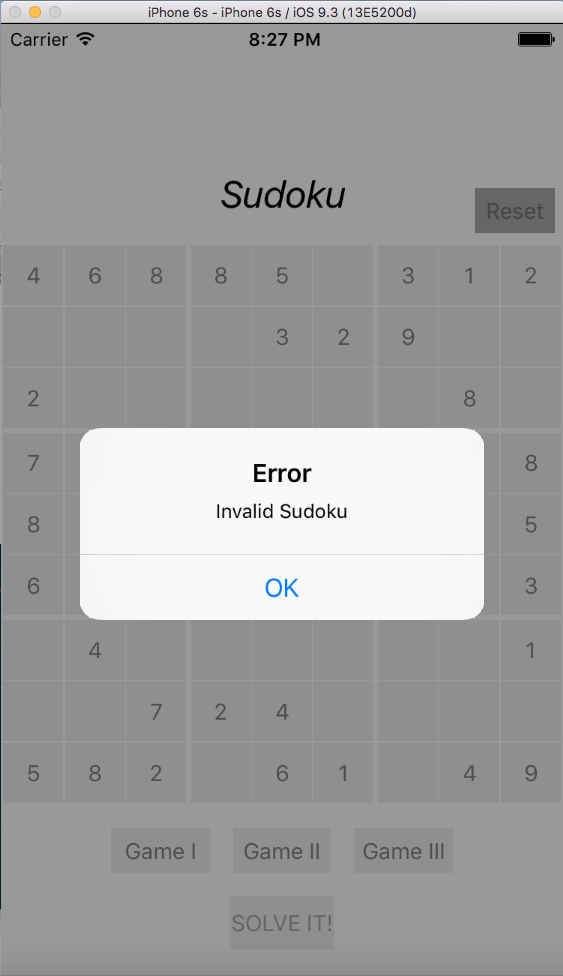 iPhone 6s - iPhone 6s / iOS 9.3 (13E5200d)
Carrier 8:27 PM
Sudoku
Reset
4 6 8 8 5 3 1 2
3 2 9
2 8
7 8
Error
Invalid Sudoku
8 5
OK
6 3
4 1
7 2 4
5 8 2 6 1 4 9
Game I Game II Game III
SOLVE IT!